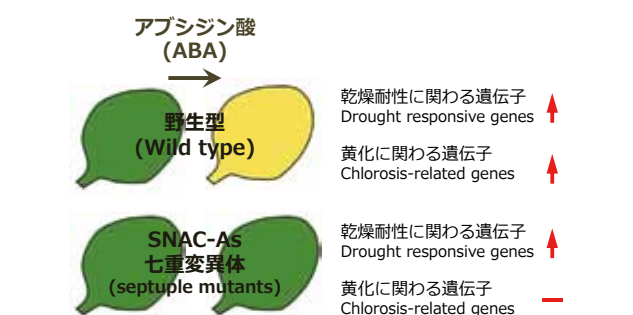 アブシジン酸
(ABA)
野生型
(Wild type)
乾燥耐性に関わる遺伝子
Drought responsive genes
黄化に関わる遺伝子
Chlorosis-related genes
SNAC-As
七重変異体
(septuple mutants)
乾燥耐性に関わる遺伝子
Drought responsive genes
黄化に関わる遺伝子
Chlorosis-related genes